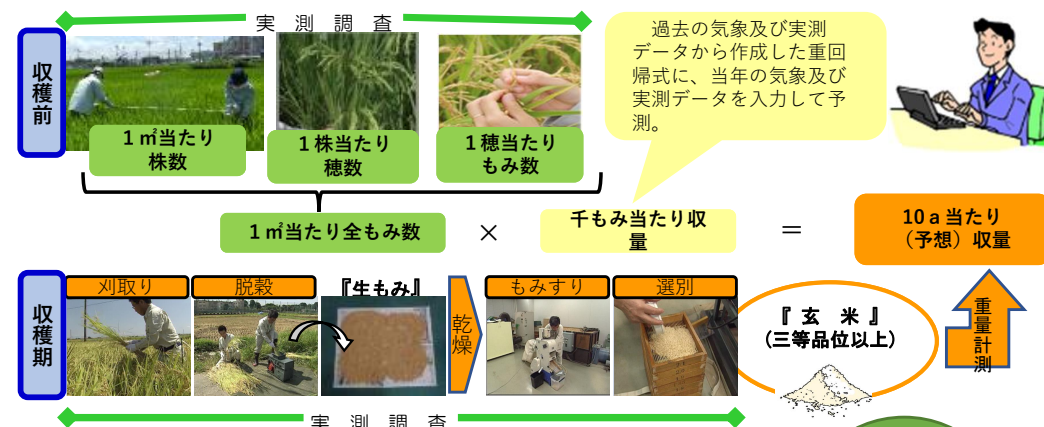 実測調査
過去の気象及び実測
データから作成した重回
帰式に、当年の気象及び
実測データを入力して予
測。
収穫前
1㎡当たり
株数
1株当たり
穂数
1穂当たり
もみ数
1㎡当たり全もみ数
×
千もみ当たり収
量
＝
10a当たり
（予想）収量
収穫期
刈取り
脱穀
『生もみ』
乾燥
もみすり
選別
『玄米』
(三等品位以上)
重量計測
実測調査